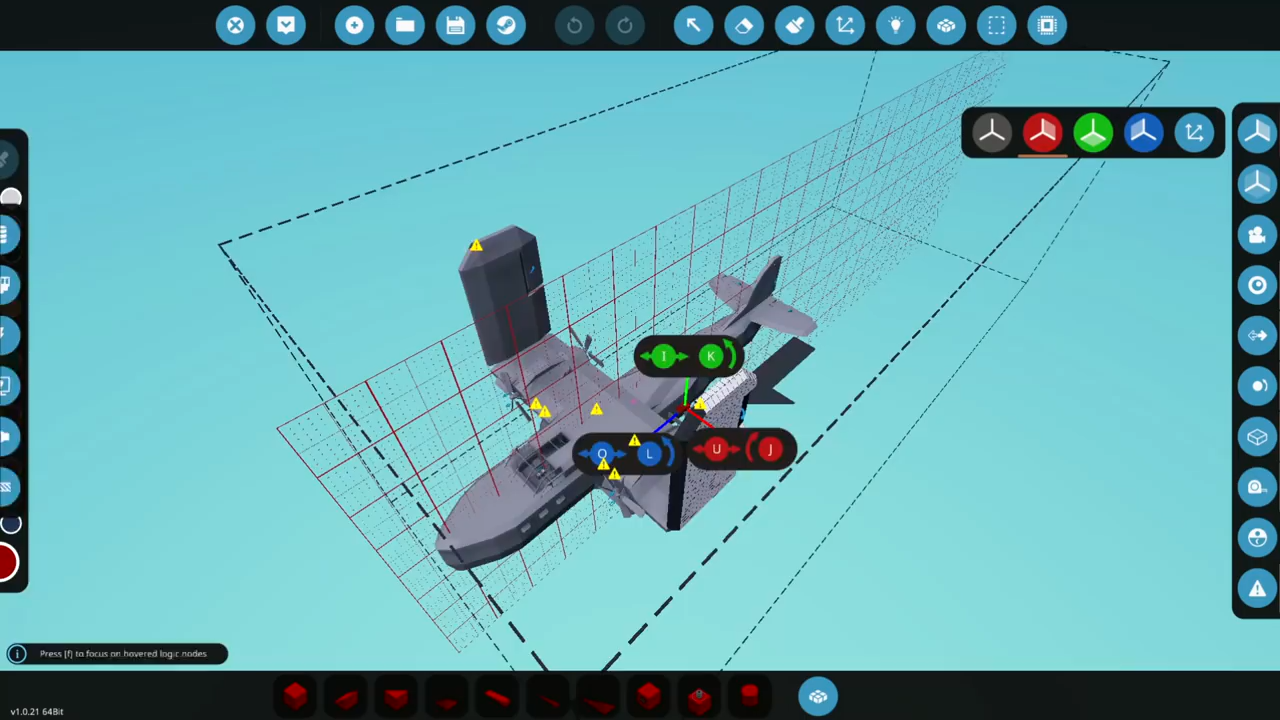 I K
O L
U J
Press [f] to focus on hovered logic nodes
v1.0.21 64Bit